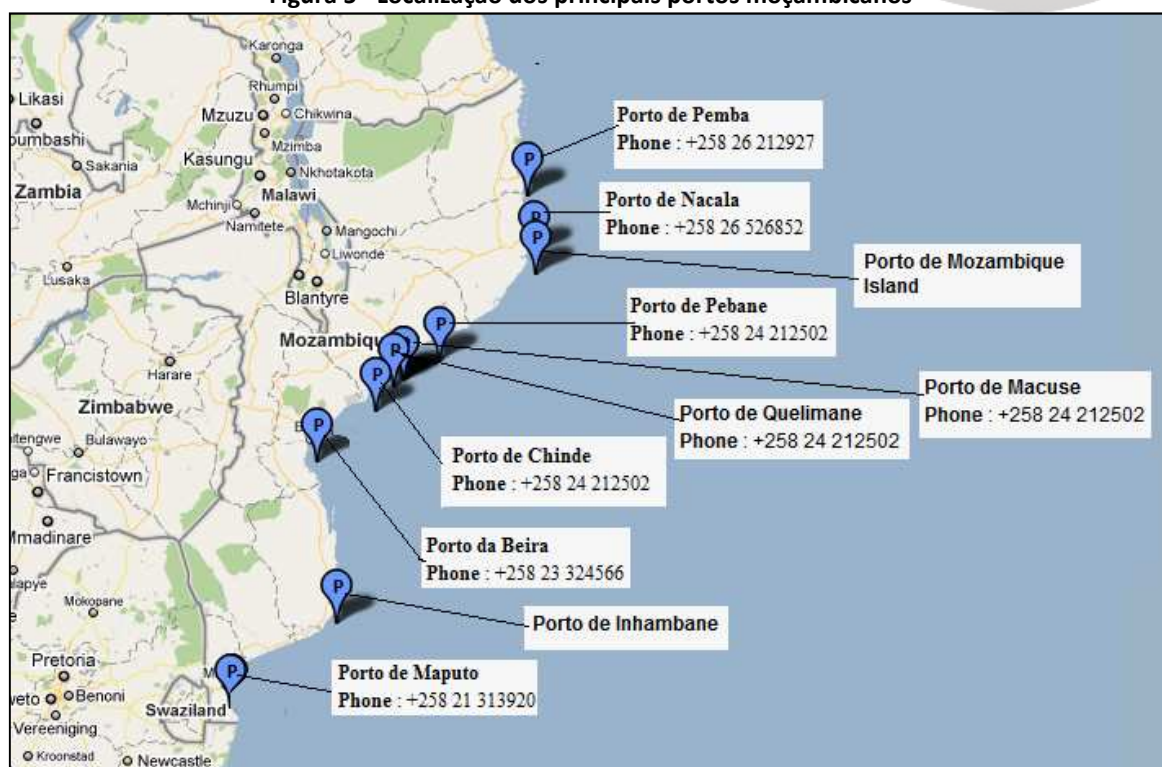 Figura 3 - Localização dos principais portos moçambicanos
Karonga
Likasi
Rhumpi
Mzuzu
Chikwina
oumbashi
Mzimba
Sakania
Kasungu
Nkhotakota
Zambia
Malawi
Mchinji
Namitete
Mangochi
Liwonde
Lusaka
Blantyre
Mozambiqu
Harare
Zimbabwe
Bulawayo
Francistown
Mmadinare
Mokopane
Pretoria
Benoni
Swaziland
Vereeniging
Kroonstad
Newcastle
Porto de Pemba
Phone : +258 26 212927
Porto de Nacala
Phone : +258 26 526852
Porto de Mozambique
Island
Porto de Pebane
Phone : +258 24 212502
Porto de Macuse
Phone : +258 24 212502
Porto de Quelimane
Phone : +258 24 212502
Porto de Chinde
Phone : +258 24 212502
Porto da Beira
Phone : +258 23 324566
Porto de Inhambane
Porto de Maputo
Phone : +258 21 313920
P
P
P
P
P
P
P
P
P